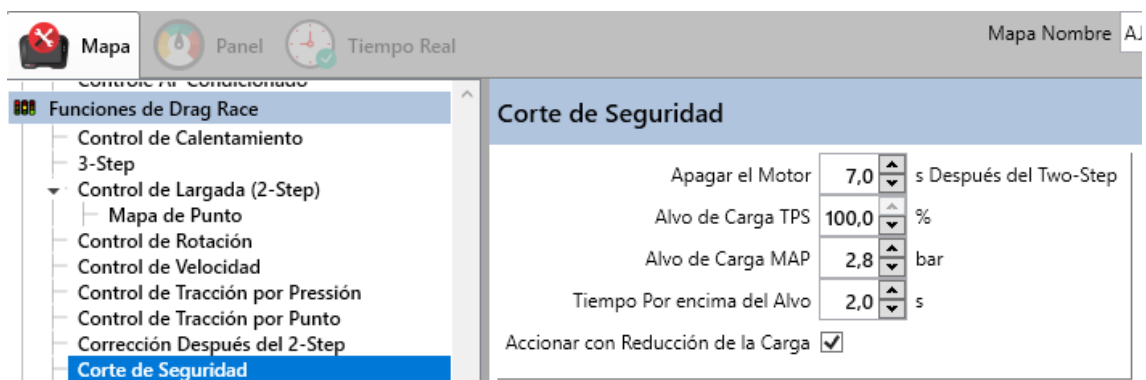 Mapa
Panel
Tiempo Real
Mapa Nombre AJ
Controle AP Condicionado
Funciones de Drag Race
Control de Calentamiento
3-Step
Control de Largada (2-Step)
Mapa de Punto
Control de Rotación
Control de Velocidad
Control de Tracción por Pressión
Control de Tracción por Punto
Corrección Después del 2-Step
Corte de Seguridad
Corte de Seguridad
Apagar el Motor 7,0 s Después del Two-Step
Alvo de Carga TPS 100,0 %
Alvo de Carga MAP 2,8 bar
Tiempo Por encima del Alvo 2,0 s
Accionar con Reducción de la Carga